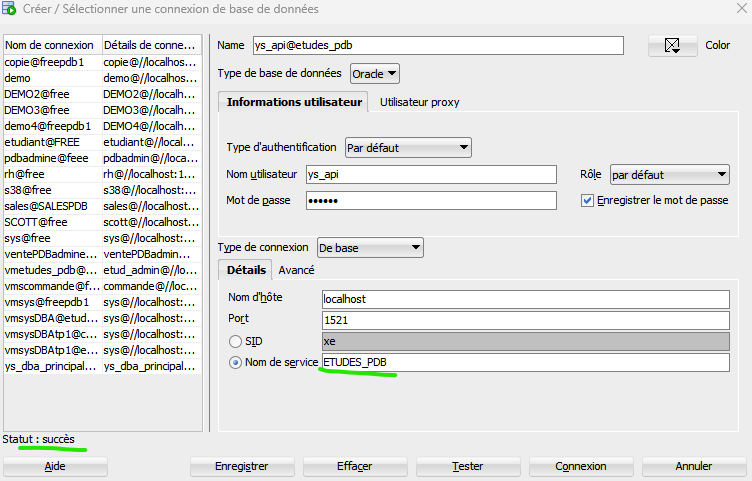 Créer / Sélectionner une connexion de base de données
Nom de connexion Détails de conne...
copie@freepdb1 copie@//localhos...
demo demo@//localhos...
DEMO2@free DEMO2@//localh...
DEMO3@free DEMO3@//localh...
demo4@freepdb1 DEMO4@//localh...
etudiant@FREE etudiant@//local...
pdbadmine@feee pdbadmin@//loca...
rh@free rh@//localhost:1...
s38@free s38@//localhost:...
sales@SALESPDB sales@//localhos...
SCOTT@free scott@//localhos...
sys@free sys@//localhost:...
ventePDBadmine... ventePDBadmin...
vmetudes_pdb@... etud_admin@//lo...
vmscommande@f... commande@//loc...
vmsys@freepdb1 sys@//localhost:...
vmsysDBA@etud... sys@//localhost:...
vmsysDBAtp1@c... sys@//localhost:...
vmsysDBAtp1@e... sys@//localhost:...
ys_dba_principal... ys_dba_principal...
Statut : succès
Name ys_api@etudes_pdb Color
Type de base de données Oracle
Informations utilisateur Utilisateur proxy
Type d'authentification Par défaut
Nom utilisateur ys_api Rôle par défaut
Mot de passe •••••• Enregistrer le mot de passe
Type de connexion De base
Détails Avancé
Nom d'hôte localhost
Port 1521
SID xe
Nom de service ETUDES_PDB
Aide Enregistrer Effacer Tester Connexion Annuler